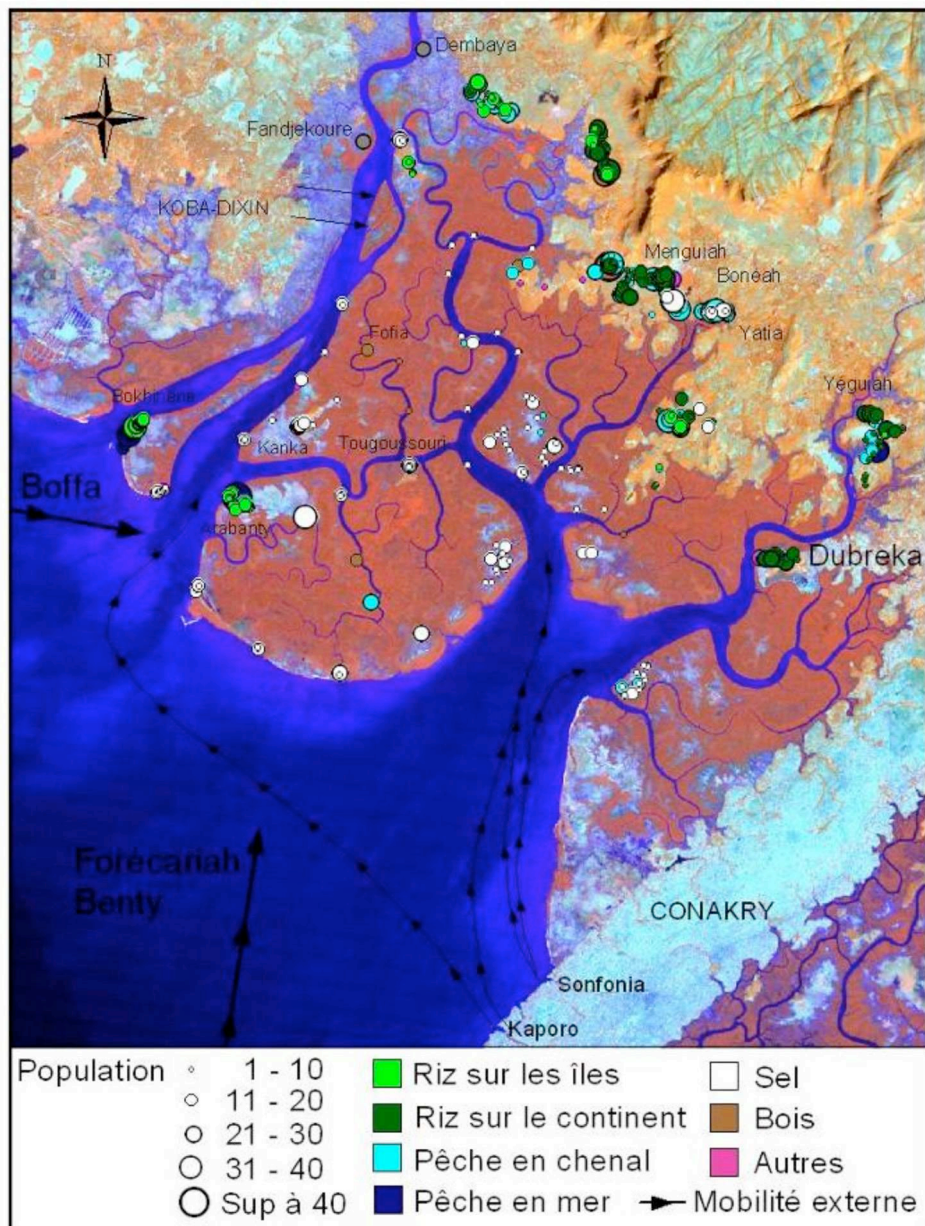 Dembaya
N
Fandjekoure
KOBA-DIXIN
Menguiah
Bonéah
Fofia
Yatia
Yéguiah
Bokhinene
Kanka
Tougoussouri
Boffa
Arabanty
Dubreka
Forécariah
Benty
CONAKRY
Sonfonia
Kaporo
Population
1 - 10
11 - 20
21 - 30
31 - 40
Sup à 40
Riz sur les îles
Riz sur le continent
Pêche en chenal
Pêche en mer
Sel
Bois
Autres
Mobilité externe